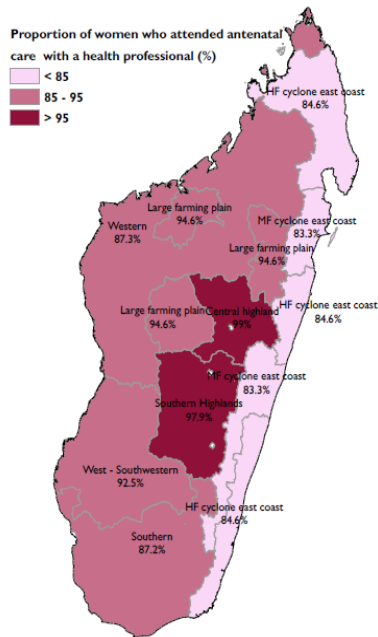 Proportion of women who attended antenatal
care with a health professional (%)
< 85
85 - 95
> 95
HF cyclone east coast
84.6%
Large farming plain
94.6%
Western
87.3%
MF cyclone east coast
83.3%
Large farming plain
94.6%
Large farming plain
94.6%
Central highland
99%
HF cyclone east coast
84.6%
MF cyclone east coast
83.3%
Southern Highlands
97.9%
West - Southwestern
92.5%
HF cyclone east coast
84.6%
Southern
87.2%